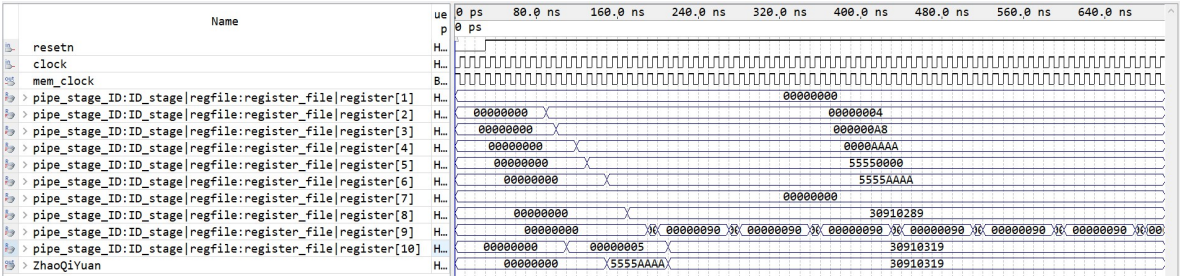 Name ue p 0 ps 80.0 ns 160.0 ns 240.0 ns 320.0 ns 400.0 ns 480.0 ns 560.0 ns 640.0 ns
0 ps
resetn H...
clock H...
mem_clock B...
> pipe_stage_ID:ID_stage|regfile:register_file|register[1] H... 00000000
> pipe_stage_ID:ID_stage|regfile:register_file|register[2] H... 00000000 00000004
> pipe_stage_ID:ID_stage|regfile:register_file|register[3] H... 00000000 000000A8
> pipe_stage_ID:ID_stage|regfile:register_file|register[4] H... 00000000 0000AAAA
> pipe_stage_ID:ID_stage|regfile:register_file|register[5] H... 00000000 55550000
> pipe_stage_ID:ID_stage|regfile:register_file|register[6] H... 00000000 5555AAAA
> pipe_stage_ID:ID_stage|regfile:register_file|register[7] H... 00000000
> pipe_stage_ID:ID_stage|regfile:register_file|register[8] H... 00000000 30910289
> pipe_stage_ID:ID_stage|regfile:register_file|register[9] H... 00000000 00000090 00000090 00000090 00000090 00000090 00000090 000
> pipe_stage_ID:ID_stage|regfile:register_file|register[10] H... 00000000 00000005 30910319
> ZhaoQiYuan H... 00000000 5555AAAA 30910319